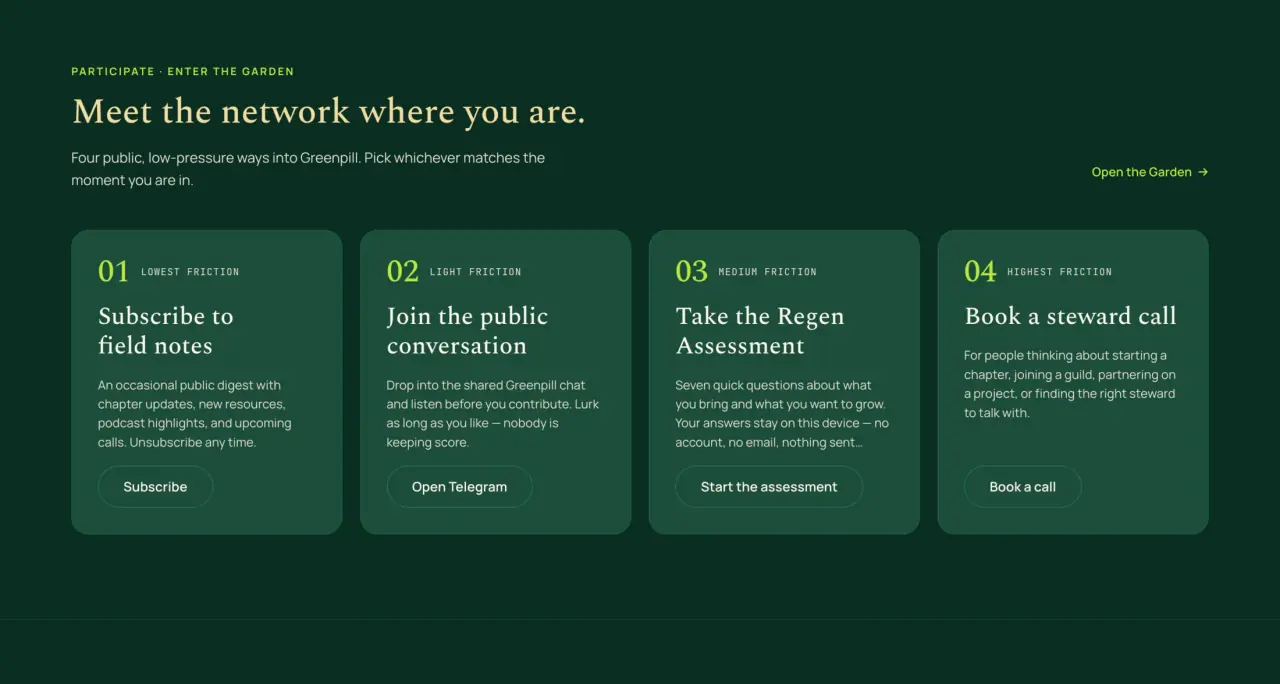 PARTICIPATE · ENTER THE GARDEN
Meet the network where you are.
Four public, low-pressure ways into Greenpill. Pick whichever matches the
moment you are in.
Open the Garden →
01 LOWEST FRICTION
Subscribe to
field notes
An occasional public digest with
chapter updates, new resources,
podcast highlights, and upcoming
calls. Unsubscribe any time.
Subscribe
02 LIGHT FRICTION
Join the public
conversation
Drop into the shared Greenpill chat
and listen before you contribute. Lurk
as long as you like — nobody is
keeping score.
Open Telegram
03 MEDIUM FRICTION
Take the Regen
Assessment
Seven quick questions about what
you bring and what you want to grow.
Your answers stay on this device — no
account, no email, nothing sent…
Start the assessment
04 HIGHEST FRICTION
Book a steward call
For people thinking about starting a
chapter, joining a guild, partnering on
a project, or finding the right steward
to talk with.
Book a call